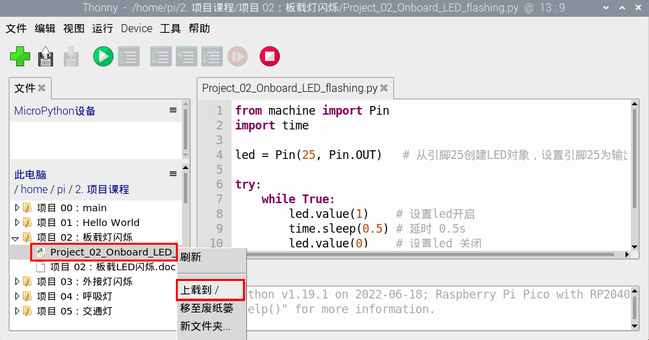 Thonny - /home/pi/2. 项目课程/项目 02：板载灯闪烁/Project_02_Onboard_LED_flashing.py @ 13 : 9
文件 编辑 视图 运行 Device 工具 帮助
文件
MicroPython设备
此电脑
/ home / pi / 2. 项目课程
项目 00：main
项目 01：Hello World
项目 02：板载灯闪烁
Project_02_Onboard_LED_
项目 02：板载LED闪烁.doc
项目 03：外接灯闪烁
项目 04：呼吸灯
项目 05：交通灯
刷新
上载到 /
移至废纸篓
新文件夹...
Project_02_Onboard_LED_flashing.py
1 from machine import Pin
2 import time
3
4 led = Pin(25, Pin.OUT) # 从引脚25创建LED对象，设置引脚25为输出
5
6 try:
7 while True:
8 led.value(1) # 设置led开启
9 time.sleep(0.5) # 延时 0.5s
10 led.value(0) # 设置led 关闭
thon v1.19.1 on 2022-06-18; Raspberry Pi Pico with RP2040
elp()" for more information.